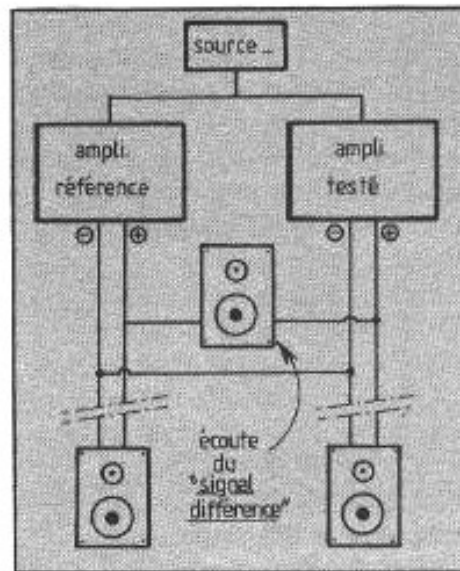 source ...
ampli.
référence
ampli
testé
⊖ ⊕
⊖ ⊕
écoute
du
"signal
différence"